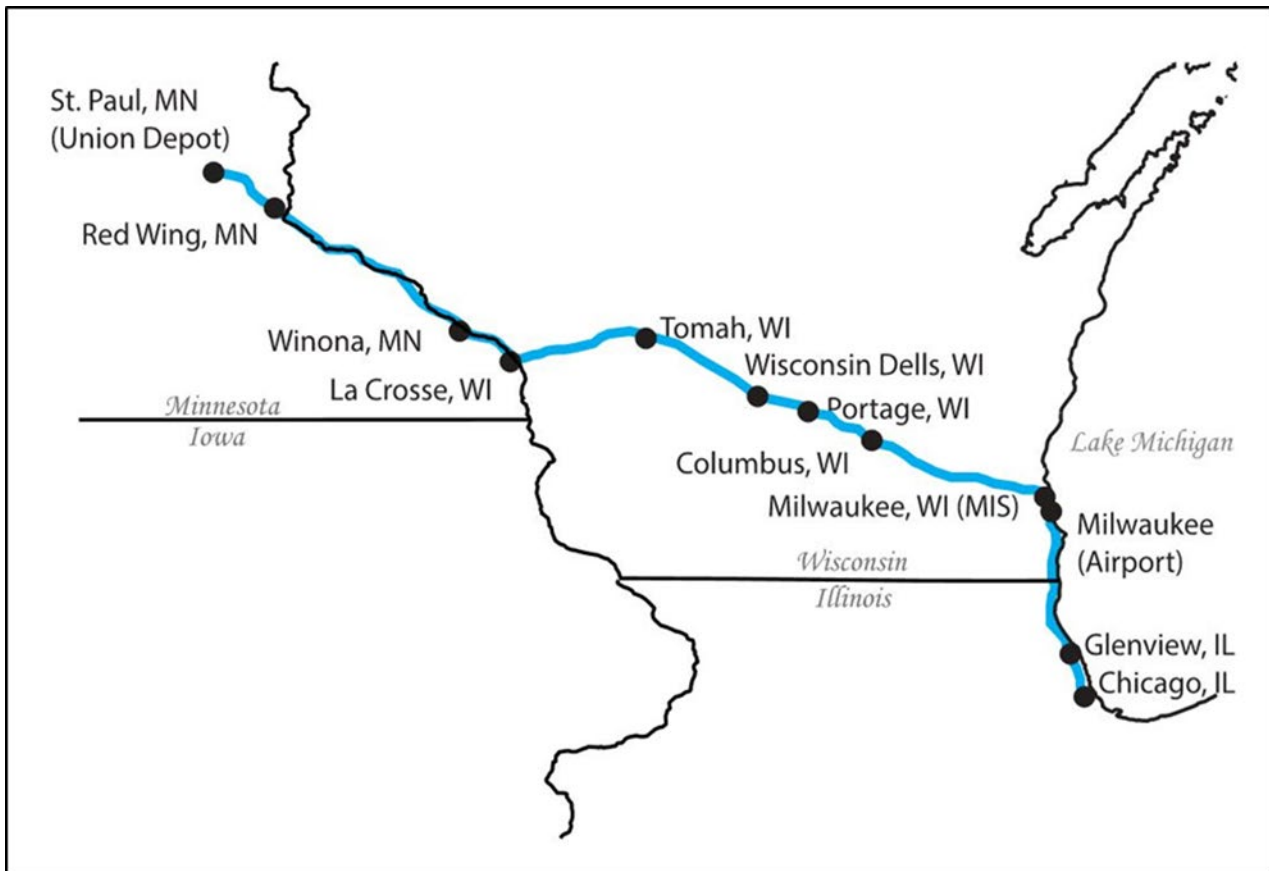 St. Paul, MN
(Union Depot)
Red Wing, MN
Winona, MN
La Crosse, WI
Tomah, WI
Wisconsin Dells, WI
Portage, WI
Columbus, WI
Milwaukee, WI (MIS)
Milwaukee
(Airport)
Glenview, IL
Chicago, IL
Minnesota
Iowa
Wisconsin
Illinois
Lake Michigan